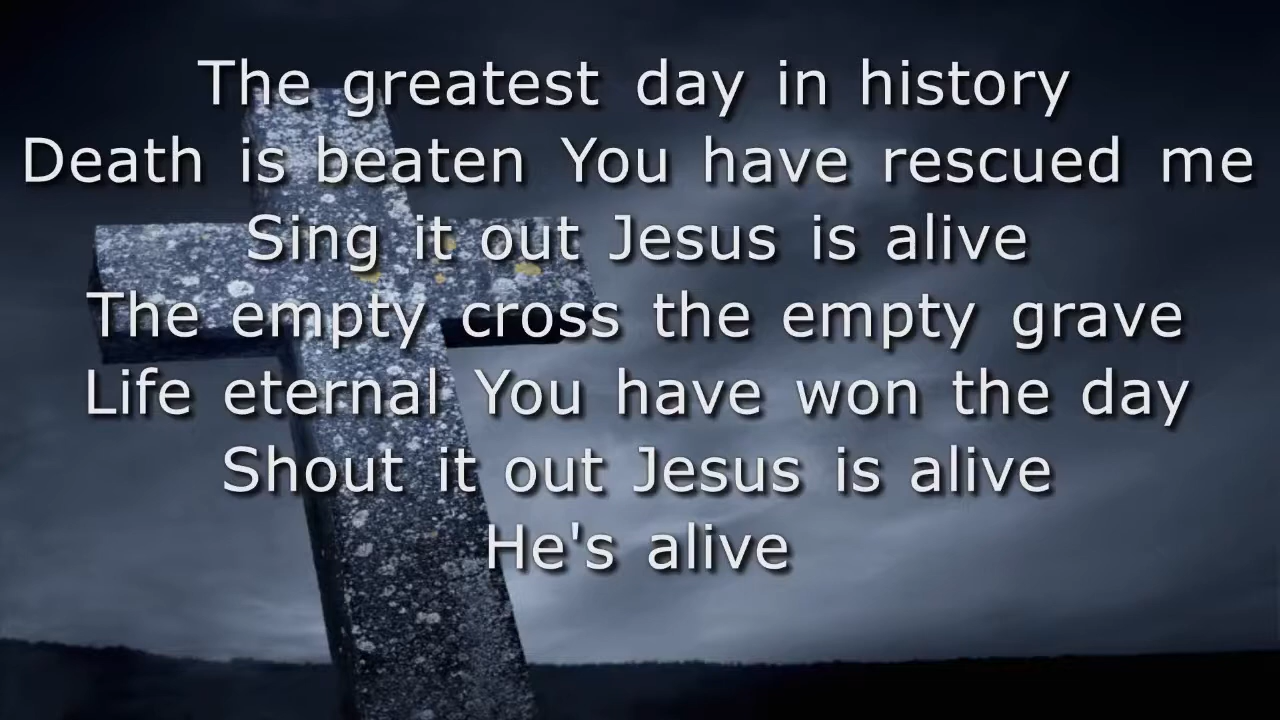 The greatest day in history
Death is beaten You have rescued me
Sing it out Jesus is alive
The empty cross the empty grave
Life eternal You have won the day
Shout it out Jesus is alive
He's alive